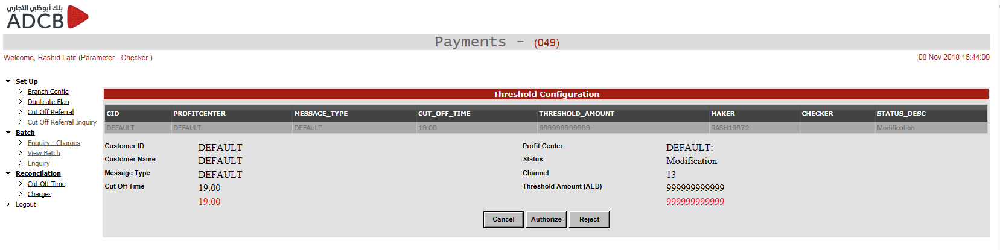 بنك أبوظبي التجاري
ADCB
Payments - (049)
Welcome, Rashid Latif (Parameter - Checker )
08 Nov 2018 16:44:00
Set Up
Branch Config
Duplicate Flag
Cut Off Referral
Cut Off Referral Inquiry
Batch
Enquiry - Charges
View Batch
Enquiry
Reconcilation
Cut-Off Time
Charges
Logout
Threshold Configuration
CID PROFITCENTER MESSAGE_TYPE CUT_OFF_TIME THRESHOLD_AMOUNT MAKER CHECKER STATUS_DESC
DEFAULT DEFAULT DEFAULT 19:00 999999999999 RASH19972 Modification
Customer ID DEFAULT Profit Center DEFAULT:
Customer Name DEFAULT Status Modification
Message Type DEFAULT Channel 13
Cut Off Time 19:00 Threshold Amount (AED) 999999999999
19:00 999999999999
Cancel Authorize Reject